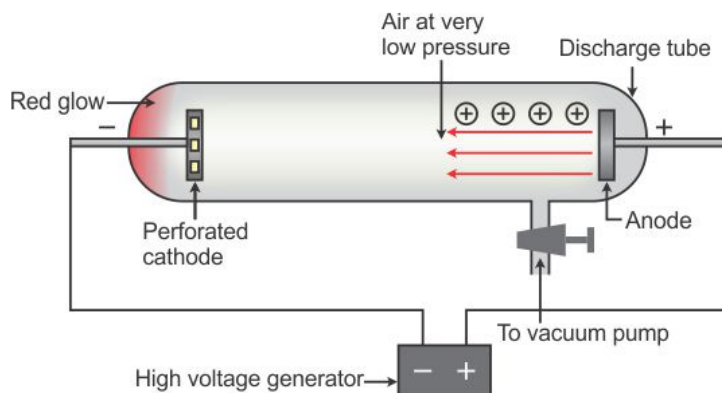 Air at very
low pressure
Discharge tube
Red glow
−
+ + + +
+
Perforated
cathode
Anode
To vacuum pump
− +
High voltage generator